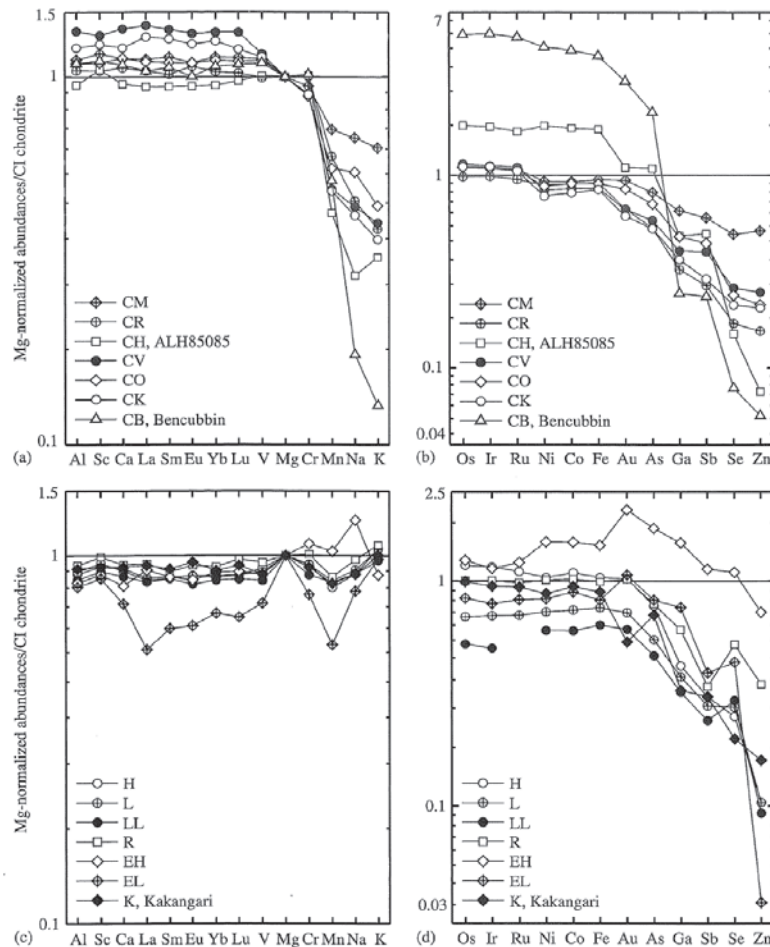 Mg-normalized abundances/CI chondrite
1.5
1
0.1
CM
CR
CH, ALH85085
CV
CO
CK
CB, Bencubbin
(a)
Al Sc Ca La Sm Eu Yb Lu V Mg Cr Mn Na K
7
1
0.1
0.04
CM
CR
CH, ALH85085
CV
CO
CK
CB, Bencubbin
(b)
Os Ir Ru Ni Co Fe Au As Ga Sb Se Zn
Mg-normalized abundances/CI chondrite
1.5
1
0.1
H
L
LL
R
EH
EL
K, Kakangari
(c)
Al Sc Ca La Sm Eu Yb Lu V Mg Cr Mn Na K
2.5
1
0.1
0.03
H
L
LL
R
EH
EL
K, Kakangari
(d)
Os Ir Ru Ni Co Fe Au As Ga Sb Se Zn